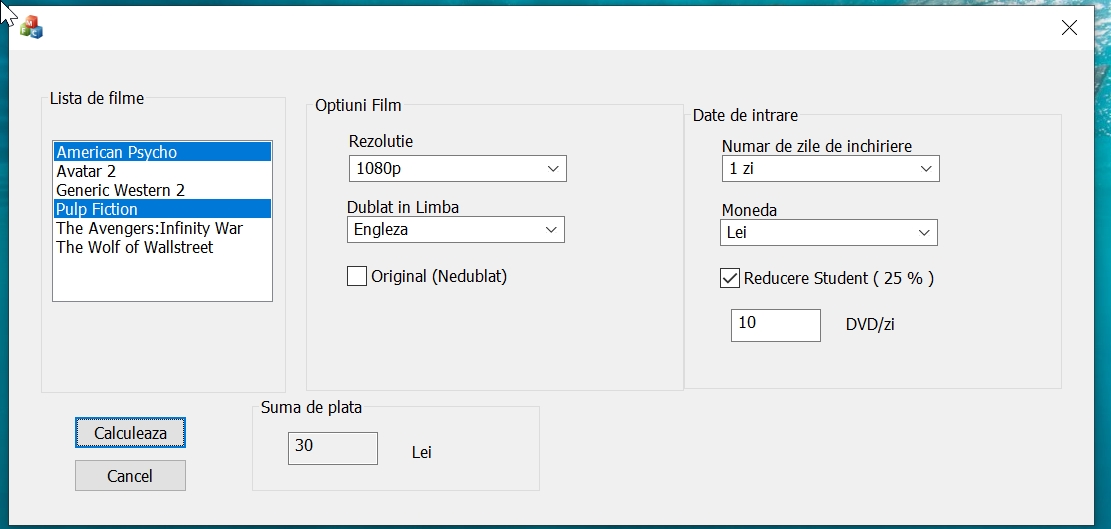 Lista de filme
American Psycho
Avatar 2
Generic Western 2
Pulp Fiction
The Avengers:Infinity War
The Wolf of Wallstreet
Optiuni Film
Rezolutie
1080p
Dublat in Limba
Engleza
Original (Nedublat)
Date de intrare
Numar de zile de inchiriere
1 zi
Moneda
Lei
Reducere Student ( 25 % )
10 DVD/zi
Calculeaza
Cancel
Suma de plata
30 Lei